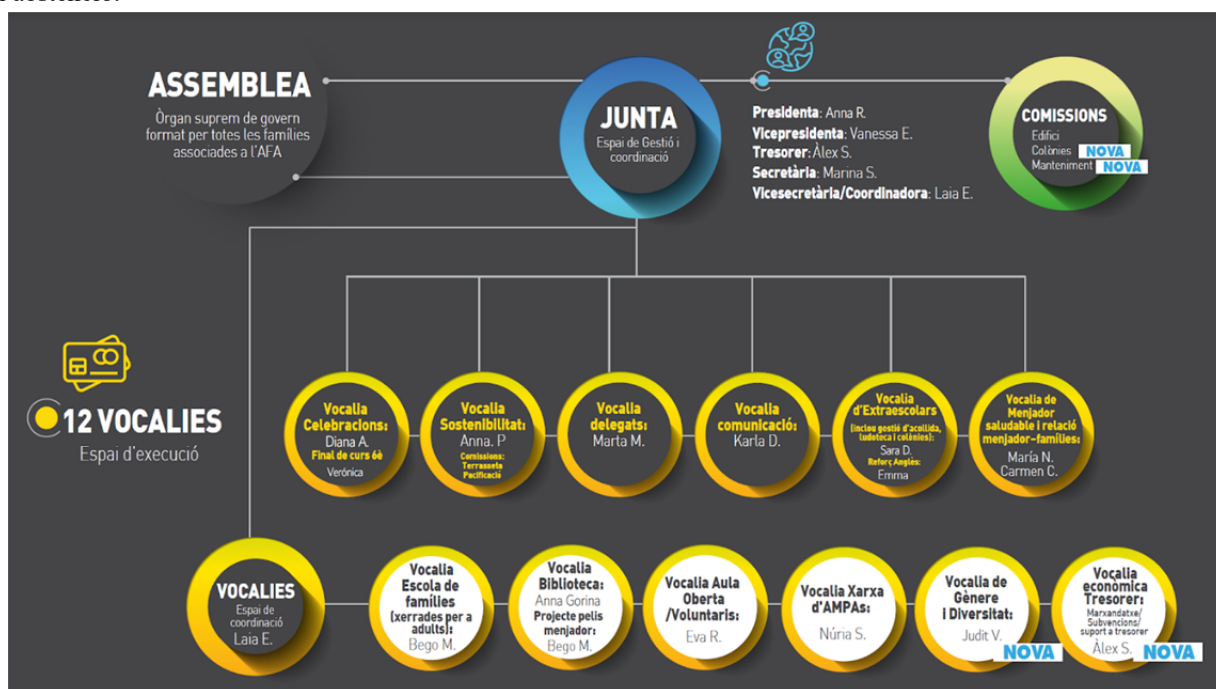 ASSEMBLEA
Òrgan suprem de govern
format per totes les famílies
associades a l'AFA
JUNTA
Espai de Gestió i
coordinació
Presidenta: Anna R.
Vicepresidenta: Vanessa E.
Tresorer: Àlex S.
Secretària: Marina S.
Vicesecretària/Coordinadora: Laia E.
COMISSIONS
Edifici
Colònies NOVA
Manteniment NOVA
12 VOCALIES
Espai d'execució
Vocalia
Celebracions:
Diana A.
Final de curs 6è
Verónica
Vocalia
Sostenibilitat:
Anna. P
Comissions:
Terrasseta
Pacificació
Vocalia
delegats:
Marta M.
Vocalia
comunicació:
Karla D.
Vocalia
d'Extraescolars
(inclou gestió d'acollida,
ludoteca i colònies):
Sara D.
Reforç Anglès:
Emma
Vocalia de
Menjador
saludable i relació
menjador-famílies:
María N.
Carmen C.
VOCALIES
Espai de
coordinació
Laia E.
Vocalia
Escola de
famílies
(xerrades per a
adults):
Bego M.
Vocalia
Biblioteca:
Anna Gorina
Projecte pelis
menjador:
Bego M.
Vocalia Aula
Oberta
/Voluntaris:
Eva R.
Vocalia Xarxa
d'AMPAs:
Núria S.
Vocalia de
Gènere
i Diversitat:
Judit V.
NOVA
Vocalia
econòmica
Tresorer:
Marxandatxe/
Subvencions/
suport a tresorer
Àlex S. NOVA